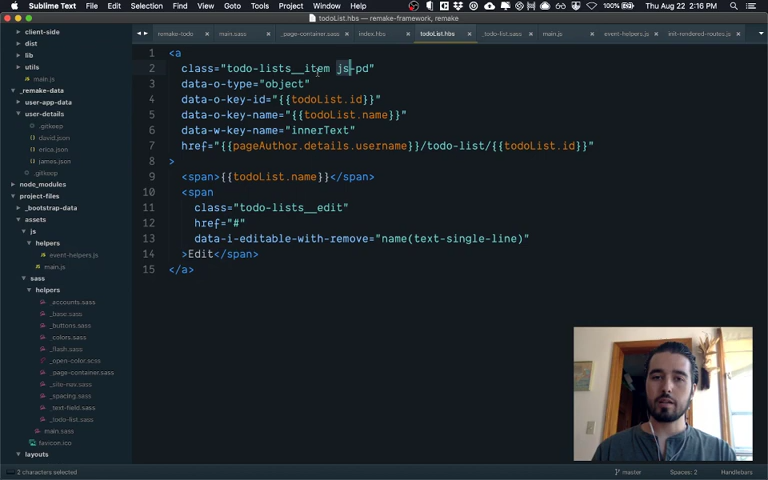 Sublime Text File Edit Selection Find View Goto Tools Project Window Help 100% Thu Aug 22 2:16 PM
todoList.hbs — remake-framework, remake
remake-todo main.sass _page-container.sass index.hbs todoList.hbs _todo-list.sass main.js event-helpers.js init-rendered-routes.js
client-side
dist
lib
utils
main.js
_remake-data
user-app-data
user-details
.gitkeep
david.json
erico.json
james.json
.gitkeep
node_modules
project-files
_bootstrap-data
assets
js
helpers
event-helpers.js
main.js
sass
helpers
_accounts.sass
_base.sass
_buttons.sass
_colors.sass
_flash.sass
_open-color.scss
_page-container.sass
_site-nav.sass
_spacing.sass
_text-field.sass
_todo-list.sass
main.sass
favicon.ico
layouts
1 <a
2 class="todo-lists__item js-pd"
3 data-o-type="object"
4 data-o-key-id="{{todoList.id}}"
5 data-o-key-name="{{todoList.name}}"
6 data-w-key-name="innerText"
7 href="{{pageAuthor.details.username}}/todo-list/{{todoList.id}}"
8 >
9 <span>{{todoList.name}}</span>
10 <span
11 class="todo-lists__edit"
12 href="#"
13 data-i-editable-with-remove="name(text-single-line)"
14 >Edit</span>
15 </a>
2 characters selected master Spaces: 2 Handlebars